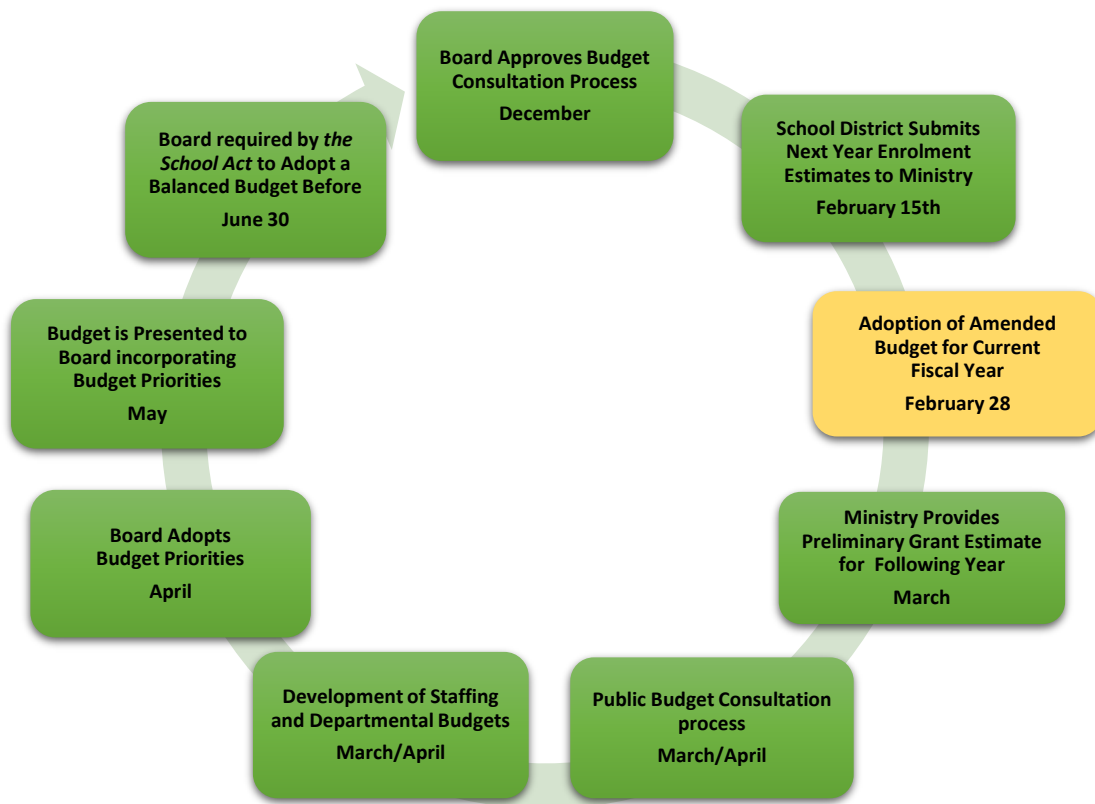 Board Approves Budget
Consultation Process
December
School District Submits
Next Year Enrolment
Estimates to Ministry
February 15th
Adoption of Amended
Budget for Current
Fiscal Year
February 28
Ministry Provides
Preliminary Grant Estimate
for Following Year
March
Public Budget Consultation
process
March/April
Development of Staffing
and Departmental Budgets
March/April
Board Adopts
Budget Priorities
April
Budget is Presented to
Board incorporating
Budget Priorities
May
Board required by the
School Act to Adopt a
Balanced Budget Before
June 30